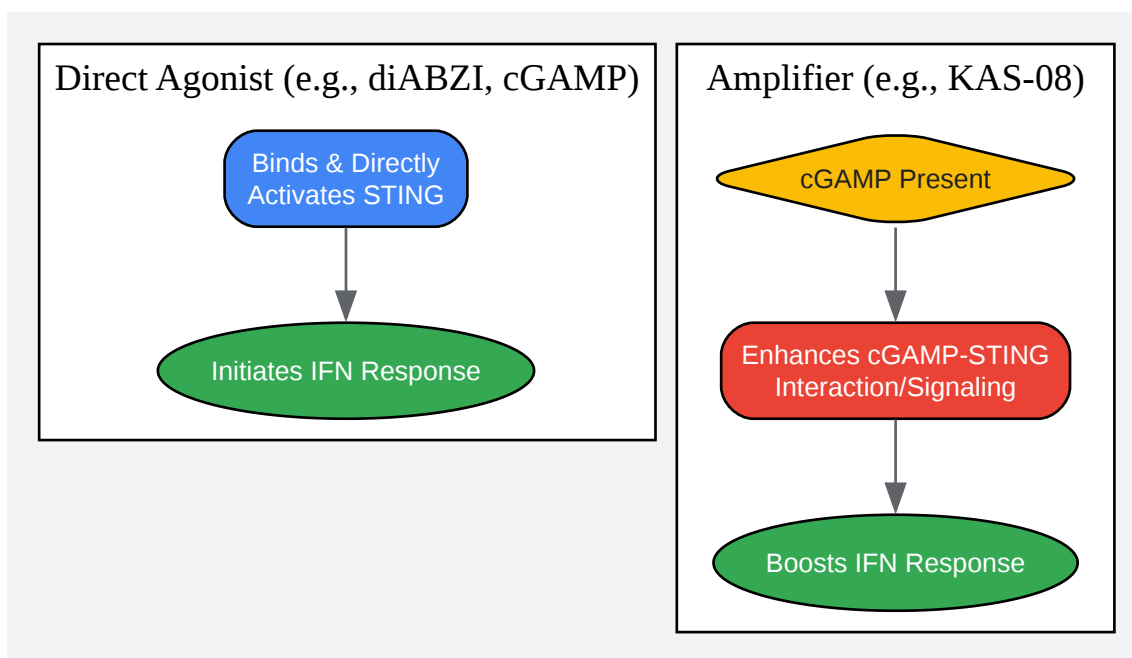 Direct Agonist (e.g., diABZI, cGAMP)
Binds & Directly
Activates STING
Initiates IFN Response
Amplifier (e.g., KAS-08)
cGAMP Present
Enhances cGAMP-STING
Interaction/Signaling
Boosts IFN Response